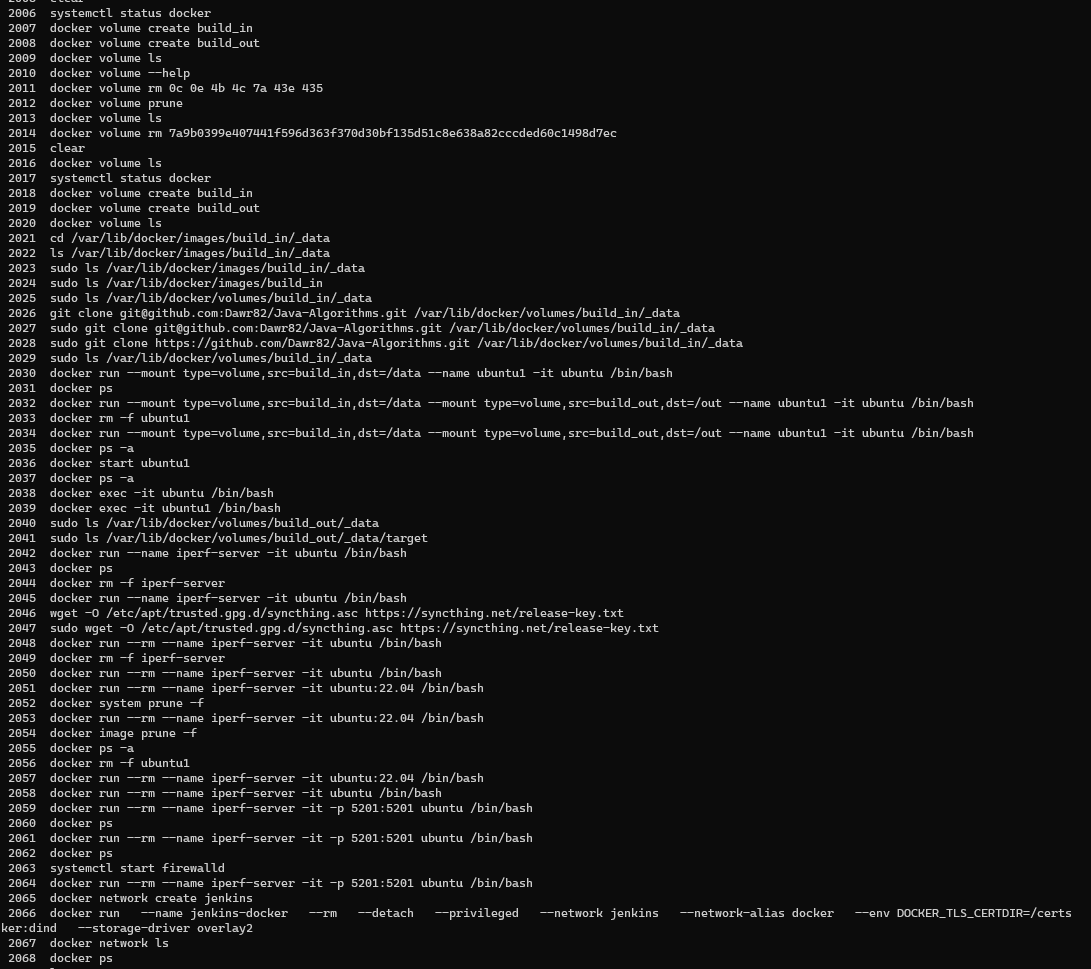 2006 systemctl status docker
2007 docker volume create build_in
2008 docker volume create build_out
2009 docker volume ls
2010 docker volume --help
2011 docker volume rm 0c 0e 4b 4c 7a 43e 435
2012 docker volume prune
2013 docker volume ls
2014 docker volume rm 7a9b0399e407441f596d363f370d30bf135d51c8e638a82cccded60c1498d7ec
2015 clear
2016 docker volume ls
2017 systemctl status docker
2018 docker volume create build_in
2019 docker volume create build_out
2020 docker volume ls
2021 cd /var/lib/docker/images/build_in/_data
2022 ls /var/lib/docker/images/build_in/_data
2023 sudo ls /var/lib/docker/images/build_in/_data
2024 sudo ls /var/lib/docker/images/build_in
2025 sudo ls /var/lib/docker/volumes/build_in/_data
2026 git clone git@github.com:Dawr82/Java-Algorithms.git /var/lib/docker/volumes/build_in/_data
2027 sudo git clone git@github.com:Dawr82/Java-Algorithms.git /var/lib/docker/volumes/build_in/_data
2028 sudo git clone https://github.com/Dawr82/Java-Algorithms.git /var/lib/docker/volumes/build_in/_data
2029 sudo ls /var/lib/docker/volumes/build_in/_data
2030 docker run --mount type=volume,src=build_in,dst=/data --name ubuntu1 -it ubuntu /bin/bash
2031 docker ps
2032 docker run --mount type=volume,src=build_in,dst=/data --mount type=volume,src=build_out,dst=/out --name ubuntu1 -it ubuntu /bin/bash
2033 docker rm -f ubuntu1
2034 docker run --mount type=volume,src=build_in,dst=/data --mount type=volume,src=build_out,dst=/out --name ubuntu1 -it ubuntu /bin/bash
2035 docker ps -a
2036 docker start ubuntu1
2037 docker ps -a
2038 docker exec -it ubuntu /bin/bash
2039 docker exec -it ubuntu1 /bin/bash
2040 sudo ls /var/lib/docker/volumes/build_out/_data
2041 sudo ls /var/lib/docker/volumes/build_out/_data/target
2042 docker run --name iperf-server -it ubuntu /bin/bash
2043 docker ps
2044 docker rm -f iperf-server
2045 docker run --name iperf-server -it ubuntu /bin/bash
2046 wget -O /etc/apt/trusted.gpg.d/syncthing.asc https://syncthing.net/release-key.txt
2047 sudo wget -O /etc/apt/trusted.gpg.d/syncthing.asc https://syncthing.net/release-key.txt
2048 docker run --rm --name iperf-server -it ubuntu /bin/bash
2049 docker rm -f iperf-server
2050 docker run --rm --name iperf-server -it ubuntu /bin/bash
2051 docker run --rm --name iperf-server -it ubuntu:22.04 /bin/bash
2052 docker system prune -f
2053 docker run --rm --name iperf-server -it ubuntu:22.04 /bin/bash
2054 docker image prune -f
2055 docker ps -a
2056 docker rm -f ubuntu1
2057 docker run --rm --name iperf-server -it ubuntu:22.04 /bin/bash
2058 docker run --rm --name iperf-server -it ubuntu /bin/bash
2059 docker run --rm --name iperf-server -it -p 5201:5201 ubuntu /bin/bash
2060 docker ps
2061 docker run --rm --name iperf-server -it -p 5201:5201 ubuntu /bin/bash
2062 docker ps
2063 systemctl start firewalld
2064 docker run --rm --name iperf-server -it -p 5201:5201 ubuntu /bin/bash
2065 docker network create jenkins
2066 docker run --name jenkins-docker --rm --detach --privileged --network jenkins --network-alias docker --env DOCKER_TLS_CERTDIR=/certs
ker:dind --storage-driver overlay2
2067 docker network ls
2068 docker ps